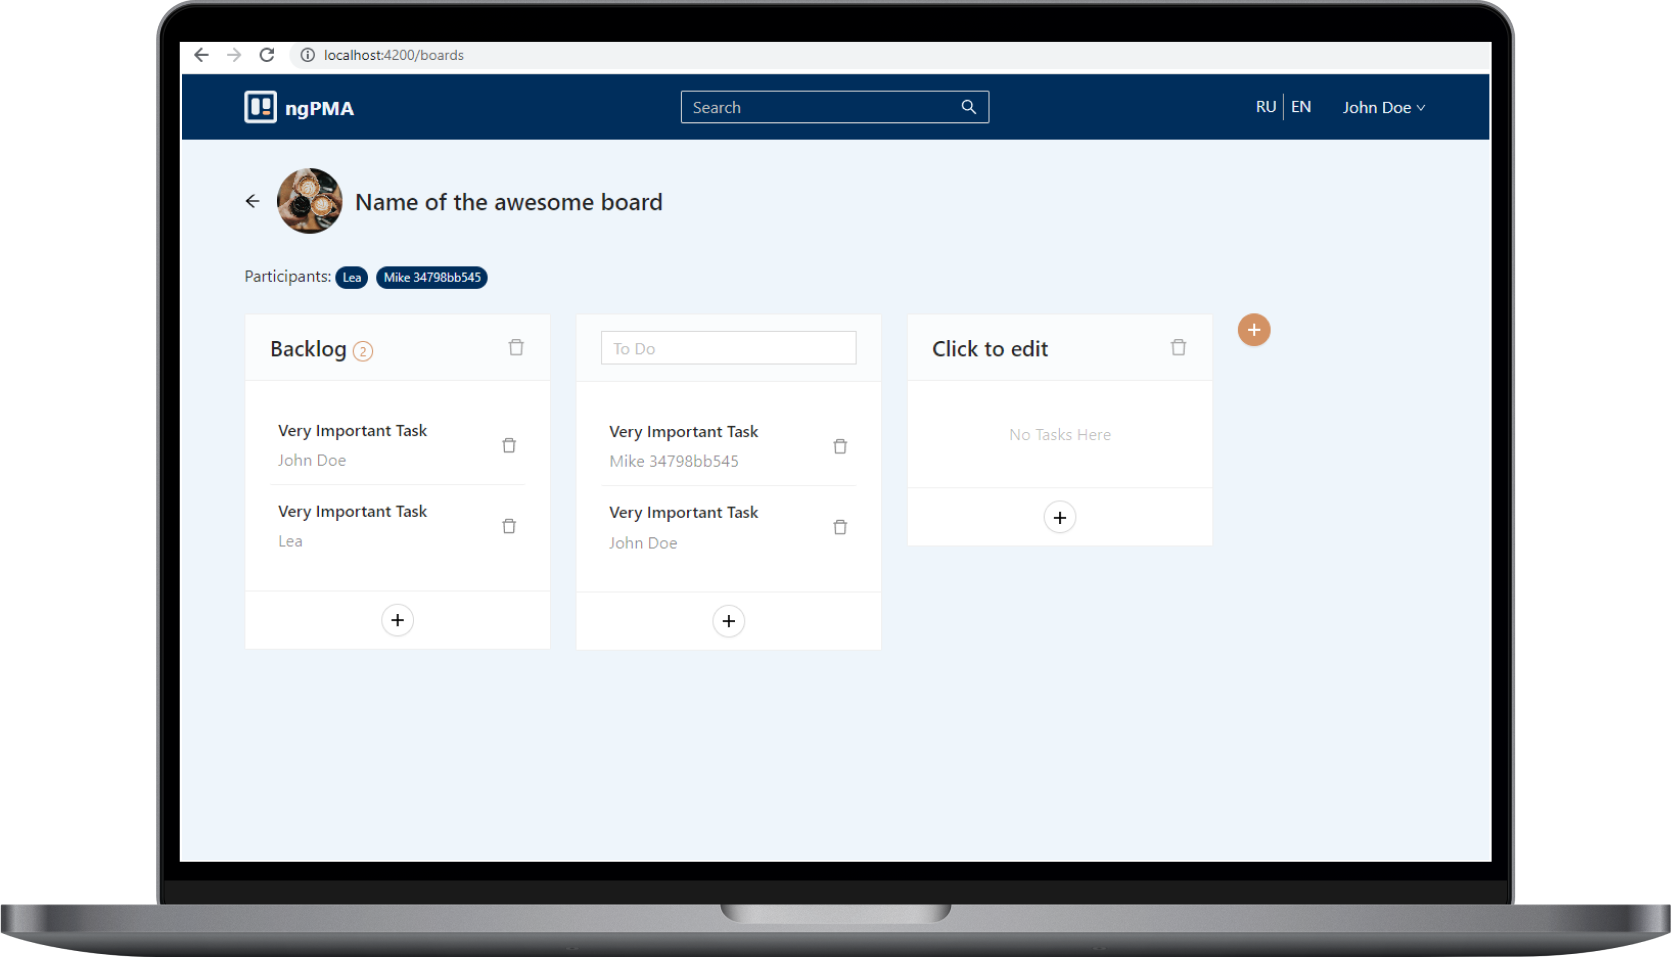 localhost:4200/boards
ngPMA
Search
RU EN
John Doe
Name of the awesome board
Participants: Lea Mike 34798bb545
Backlog 2
Very Important Task
John Doe
Very Important Task
Lea
To Do
Very Important Task
Mike 34798bb545
Very Important Task
John Doe
Click to edit
No Tasks Here